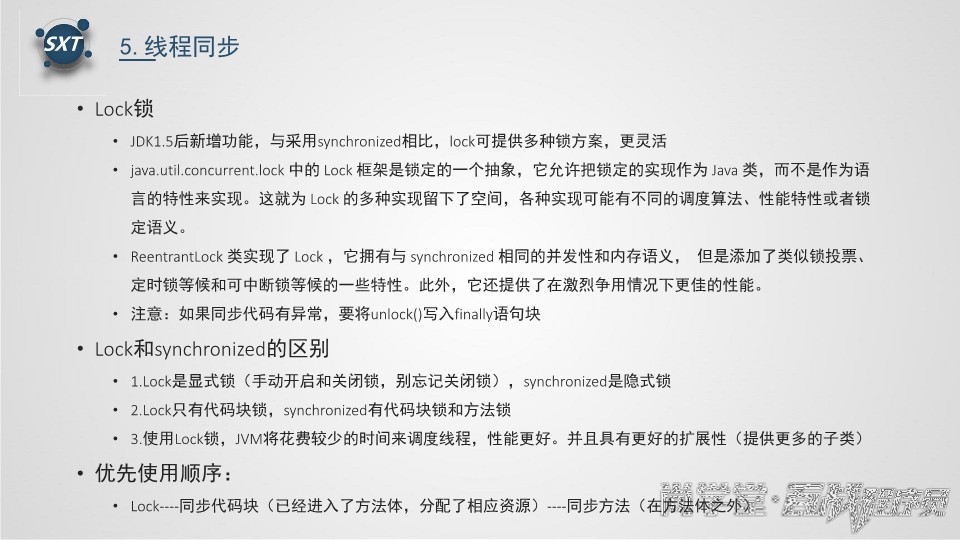 SXT
5. 线程同步
• Lock锁
• JDK1.5后新增功能，与采用synchronized相比，lock可提供多种锁方案，更灵活
• java.util.concurrent.lock 中的 Lock 框架是锁定的一个抽象，它允许把锁定的实现作为 Java 类，而不是作为语
言的特性来实现。这就为 Lock 的多种实现留下了空间，各种实现可能有不同的调度算法、性能特性或者锁
定语义。
• ReentrantLock 类实现了 Lock ，它拥有与 synchronized 相同的并发性和内存语义， 但是添加了类似锁投票、
定时锁等候和可中断锁等候的一些特性。此外，它还提供了在激烈争用情况下更佳的性能。
• 注意：如果同步代码有异常，要将unlock()写入finally语句块
• Lock和synchronized的区别
• 1.Lock是显式锁（手动开启和关闭锁，别忘记关闭锁），synchronized是隐式锁
• 2.Lock只有代码块锁，synchronized有代码块锁和方法锁
• 3.使用Lock锁，JVM将花费较少的时间来调度线程，性能更好。并且具有更好的扩展性（提供更多的子类）
• 优先使用顺序：
• Lock----同步代码块（已经进入了方法体，分配了相应资源）----同步方法（在方法体之外）
尚学堂·百战程序员